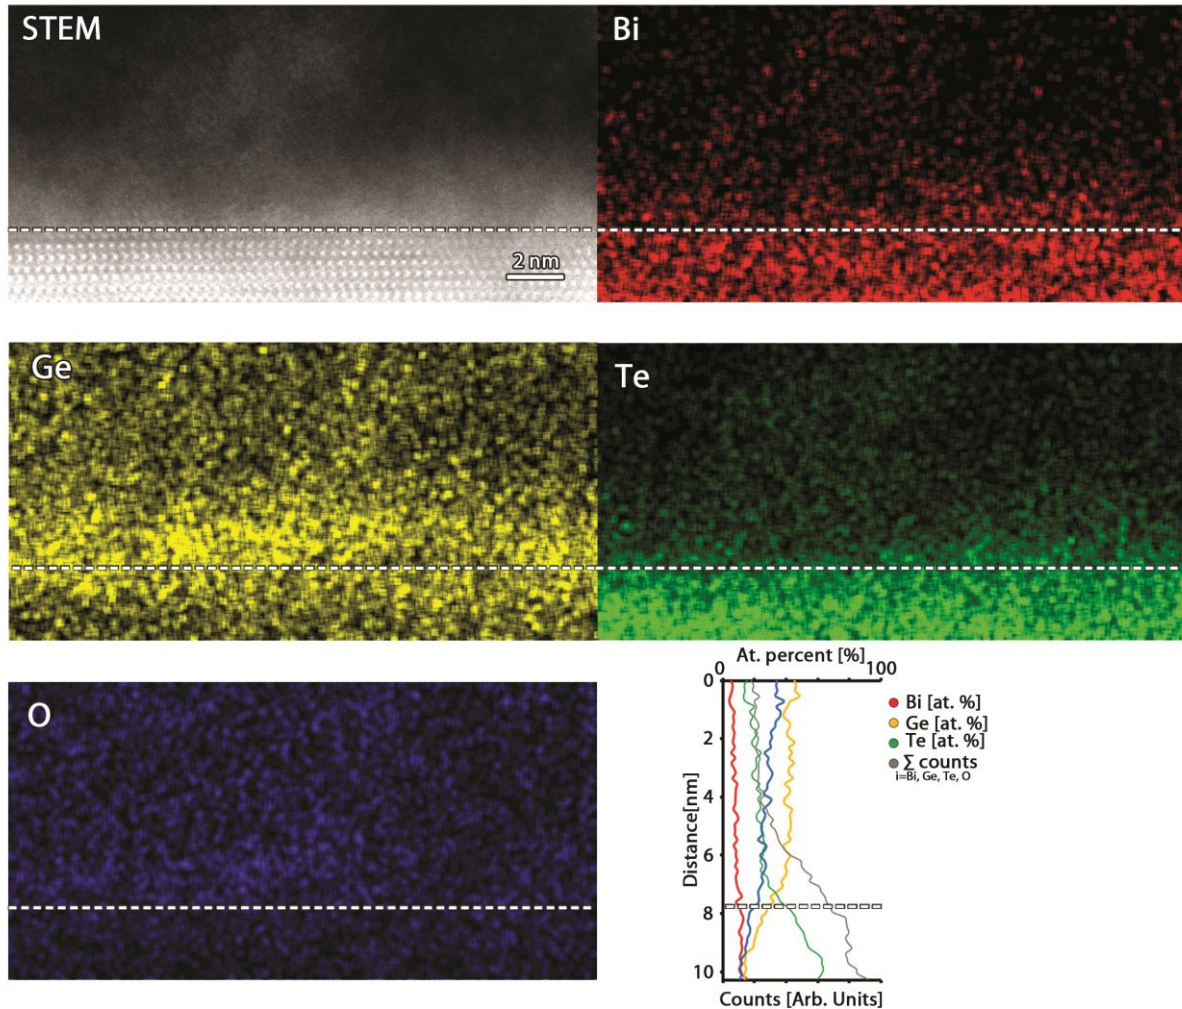 STEM
Bi
2 nm
Ge
Te
O
At. percent [%]
0 100
0
2
4
6
8
10
Distance[nm]
Bi [at. %]
Ge [at. %]
Te [at. %]
Σ counts
i=Bi, Ge, Te, O
Counts [Arb. Units]